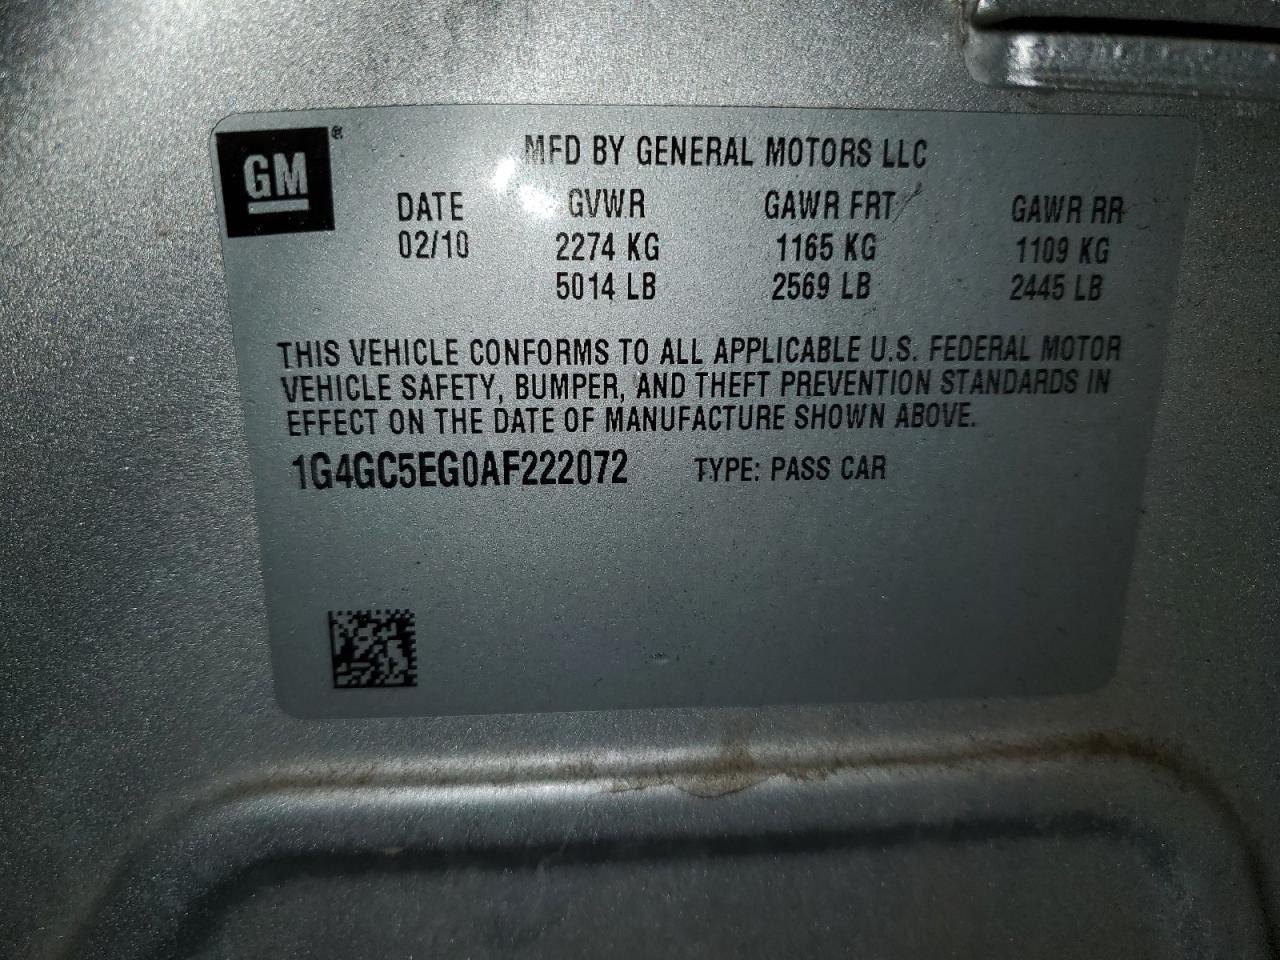 GM ®
MFD BY GENERAL MOTORS LLC
DATE GVWR GAWR FRT GAWR RR
02/10 2274 KG 1165 KG 1109 KG
5014 LB 2569 LB 2445 LB
THIS VEHICLE CONFORMS TO ALL APPLICABLE U.S. FEDERAL MOTOR
VEHICLE SAFETY, BUMPER, AND THEFT PREVENTION STANDARDS IN
EFFECT ON THE DATE OF MANUFACTURE SHOWN ABOVE.
1G4GC5EG0AF222072 TYPE: PASS CAR